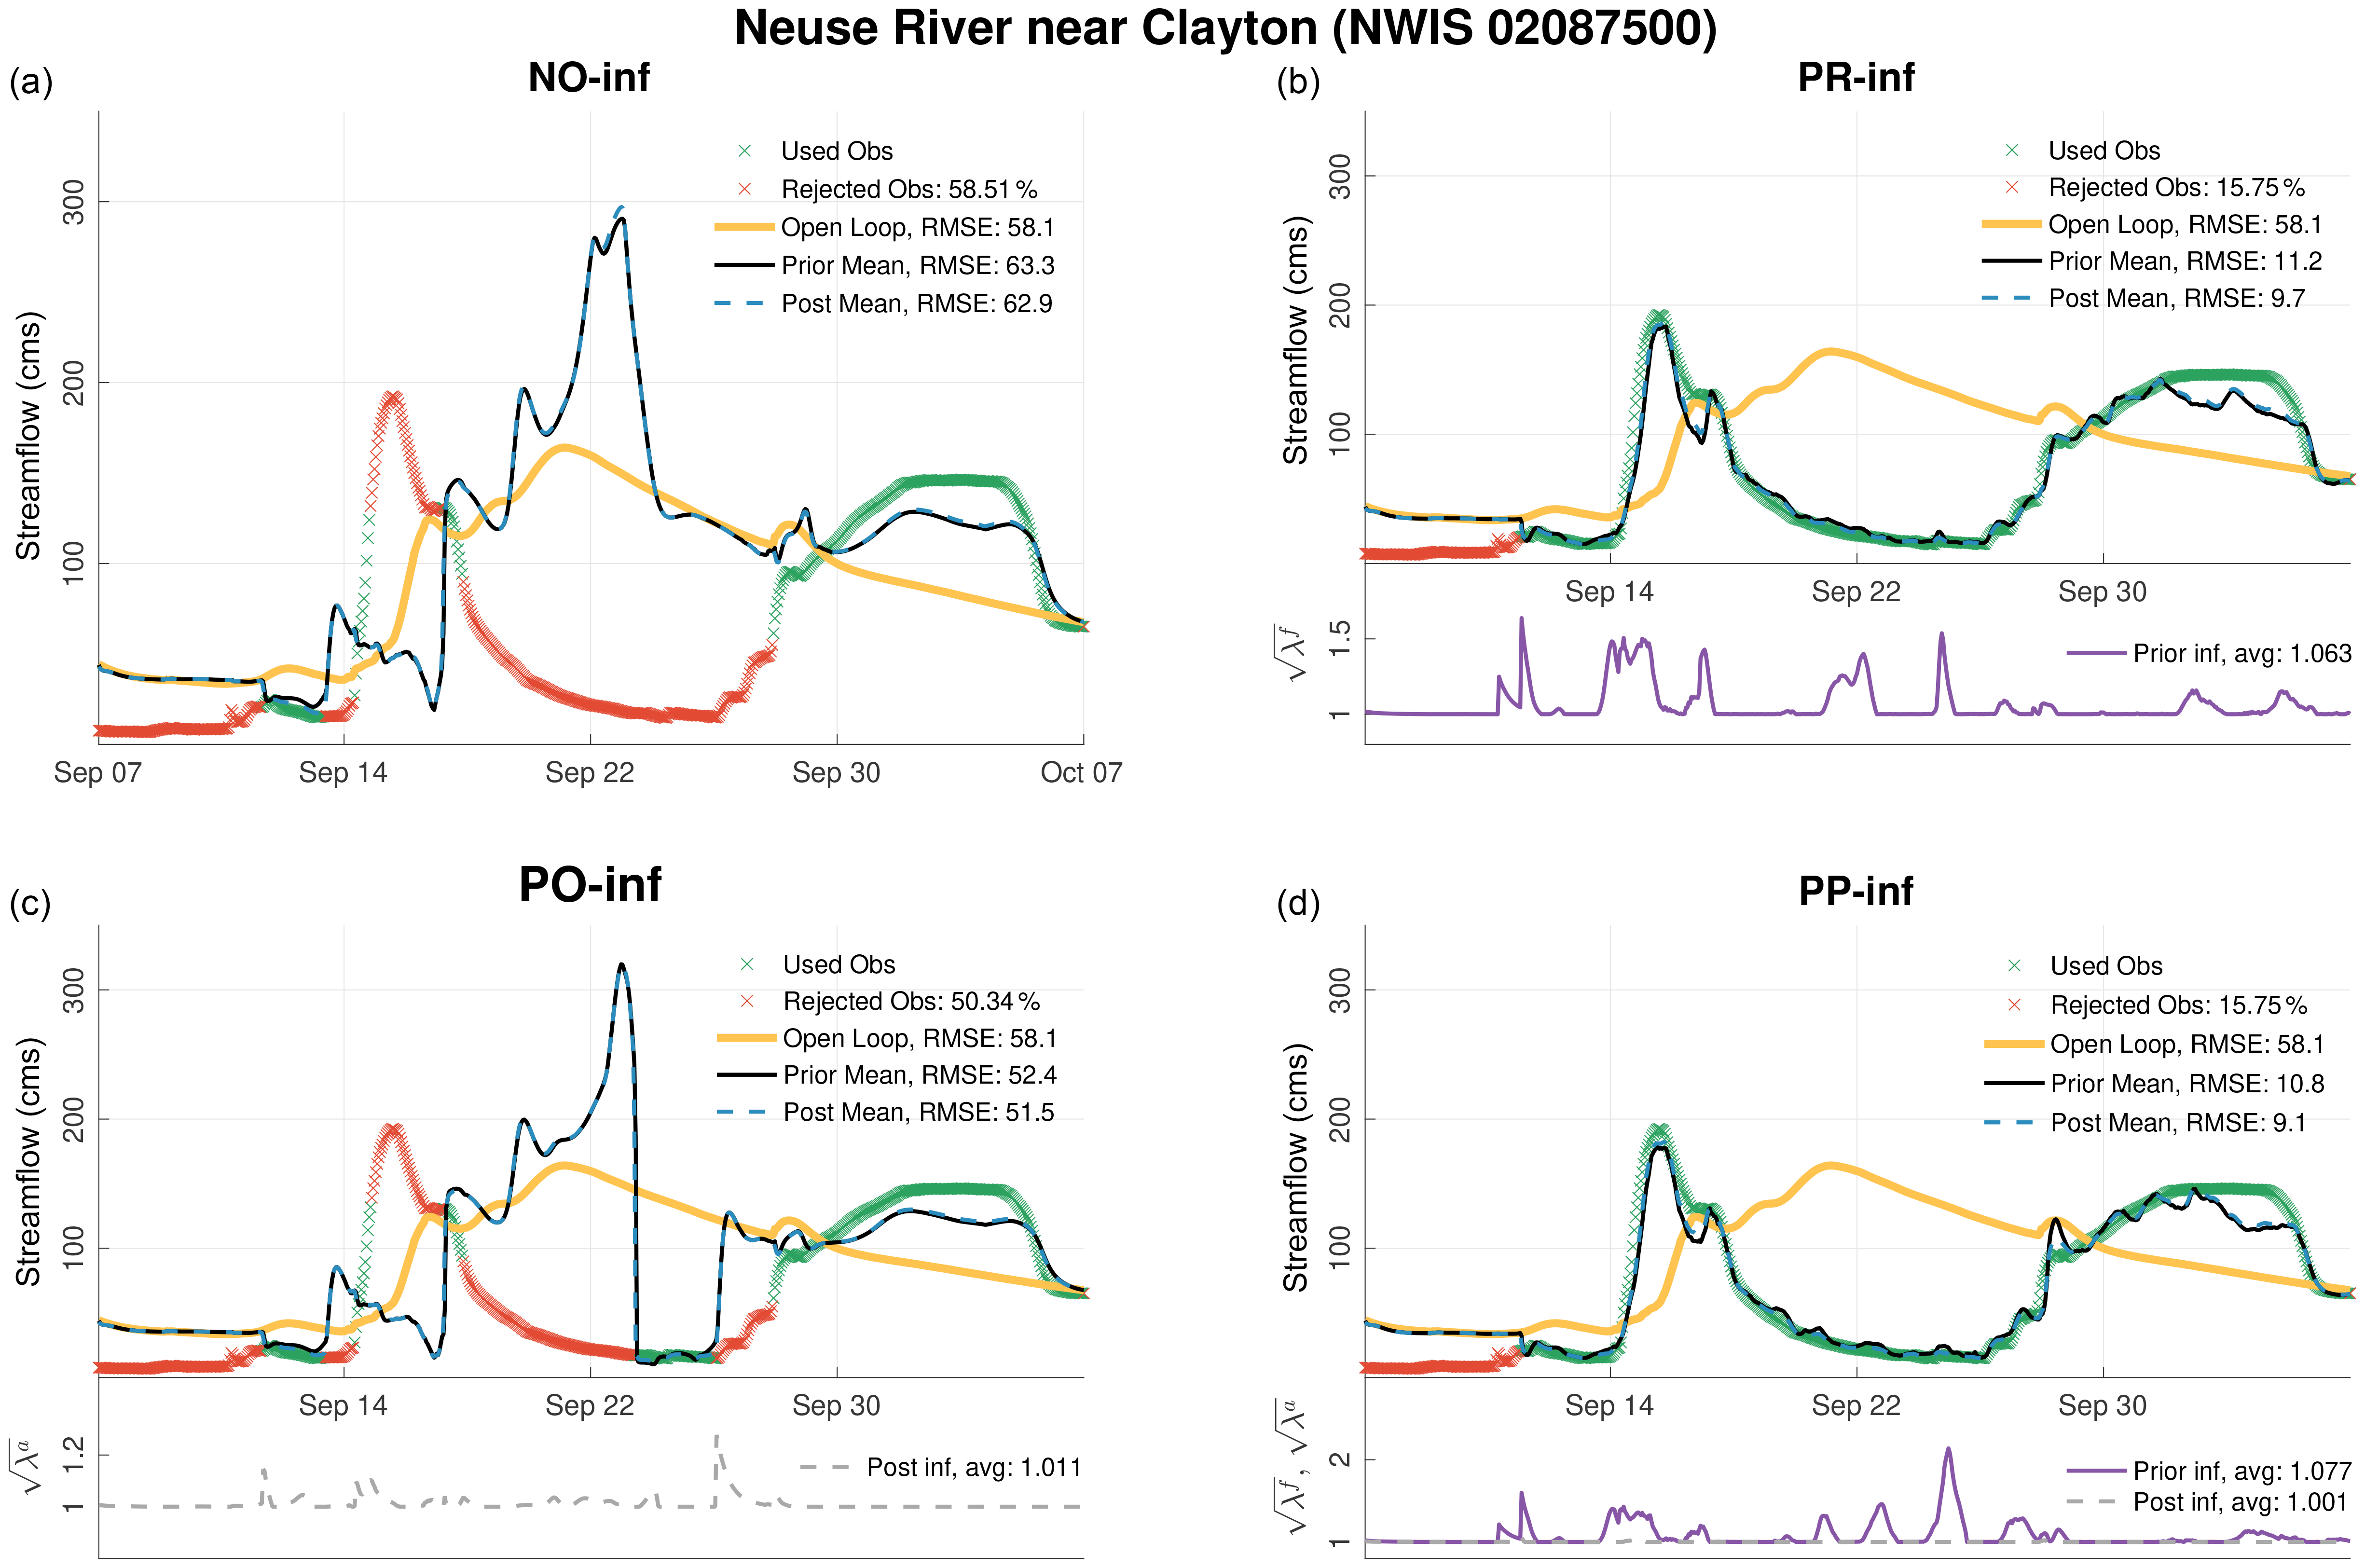 Neuse River near Clayton (NWIS 02087500)
(a)
NO-inf
Streamflow (cms)
300
200
100
Used Obs
Rejected Obs: 58.51 %
Open Loop, RMSE: 58.1
Prior Mean, RMSE: 63.3
Post Mean, RMSE: 62.9
Sep 07
Sep 14
Sep 22
Sep 30
Oct 07
(b)
PR-inf
Streamflow (cms)
300
200
100
Used Obs
Rejected Obs: 15.75 %
Open Loop, RMSE: 58.1
Prior Mean, RMSE: 11.2
Post Mean, RMSE: 9.7
Sep 14
Sep 22
Sep 30
√λᶠ
1.5
1
Prior inf, avg: 1.063
(c)
PO-inf
Streamflow (cms)
300
200
100
Used Obs
Rejected Obs: 50.34 %
Open Loop, RMSE: 58.1
Prior Mean, RMSE: 52.4
Post Mean, RMSE: 51.5
Sep 14
Sep 22
Sep 30
√λᵃ
1.2
1
Post inf, avg: 1.011
(d)
PP-inf
Streamflow (cms)
300
200
100
Used Obs
Rejected Obs: 15.75 %
Open Loop, RMSE: 58.1
Prior Mean, RMSE: 10.8
Post Mean, RMSE: 9.1
Sep 14
Sep 22
Sep 30
√λᶠ, √λᵃ
2
1
Prior inf, avg: 1.077
Post inf, avg: 1.001